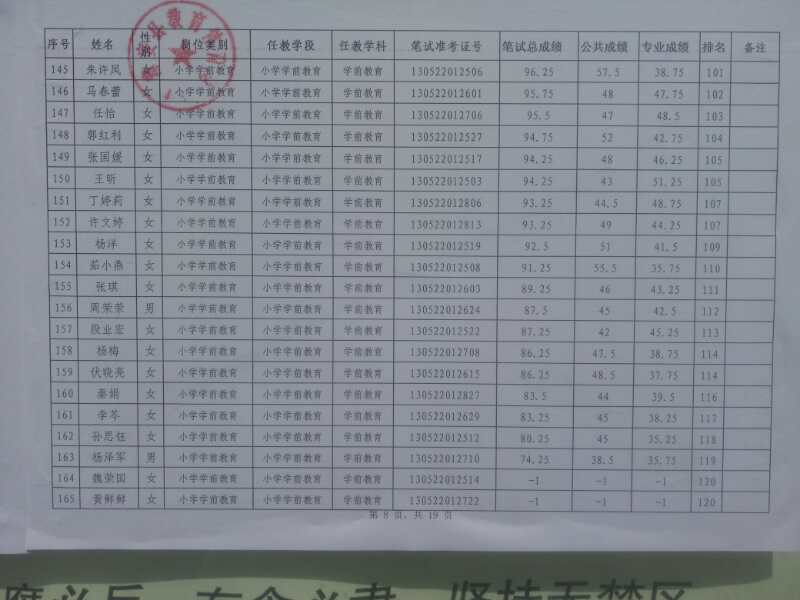 序号 姓名 性别 岗位类别 任教学段 任教学科 笔试准考证号 笔试总成绩 公共成绩 专业成绩 排名 备注
145 朱许凤 女 小学学前教育 小学学前教育 学前教育 130522012506 96.25 57.5 38.75 101
146 马春蕾 女 小学学前教育 小学学前教育 学前教育 130522012601 95.75 48 47.75 102
147 任怡 女 小学学前教育 小学学前教育 学前教育 130522012706 95.5 47 48.5 103
148 郭红利 女 小学学前教育 小学学前教育 学前教育 130522012527 94.75 52 42.75 104
149 张国媛 女 小学学前教育 小学学前教育 学前教育 130522012517 94.25 48 46.25 105
150 王昕 女 小学学前教育 小学学前教育 学前教育 130522012503 94.25 43 51.25 105
151 丁婷莉 女 小学学前教育 小学学前教育 学前教育 130522012806 93.25 44.5 48.75 107
152 许文婷 女 小学学前教育 小学学前教育 学前教育 130522012813 93.25 49 44.25 107
153 杨洋 女 小学学前教育 小学学前教育 学前教育 130522012519 92.5 51 41.5 109
154 茹小燕 女 小学学前教育 小学学前教育 学前教育 130522012508 91.25 55.5 35.75 110
155 张琪 女 小学学前教育 小学学前教育 学前教育 130522012603 89.25 46 43.25 111
156 周荣荣 男 小学学前教育 小学学前教育 学前教育 130522012624 87.5 45 42.5 112
157 段业宏 女 小学学前教育 小学学前教育 学前教育 130522012522 87.25 42 45.25 113
158 杨梅 女 小学学前教育 小学学前教育 学前教育 130522012708 86.25 47.5 38.75 114
159 伏晓亮 女 小学学前教育 小学学前教育 学前教育 130522012615 86.25 48.5 37.75 114
160 秦娟 女 小学学前教育 小学学前教育 学前教育 130522012827 83.5 44 39.5 116
161 李岑 女 小学学前教育 小学学前教育 学前教育 130522012629 83.25 45 38.25 117
162 孙思钰 女 小学学前教育 小学学前教育 学前教育 130522012512 80.25 45 35.25 118
163 杨泽军 男 小学学前教育 小学学前教育 学前教育 130522012710 74.25 38.5 35.75 119
164 魏荣国 女 小学学前教育 小学学前教育 学前教育 130522012514 -1 -1 -1 120
165 黄鲜鲜 女 小学学前教育 小学学前教育 学前教育 130522012722 -1 -1 -1 120
第 8 页，共 19 页
腐必反 有贪必肃 坚持无禁区